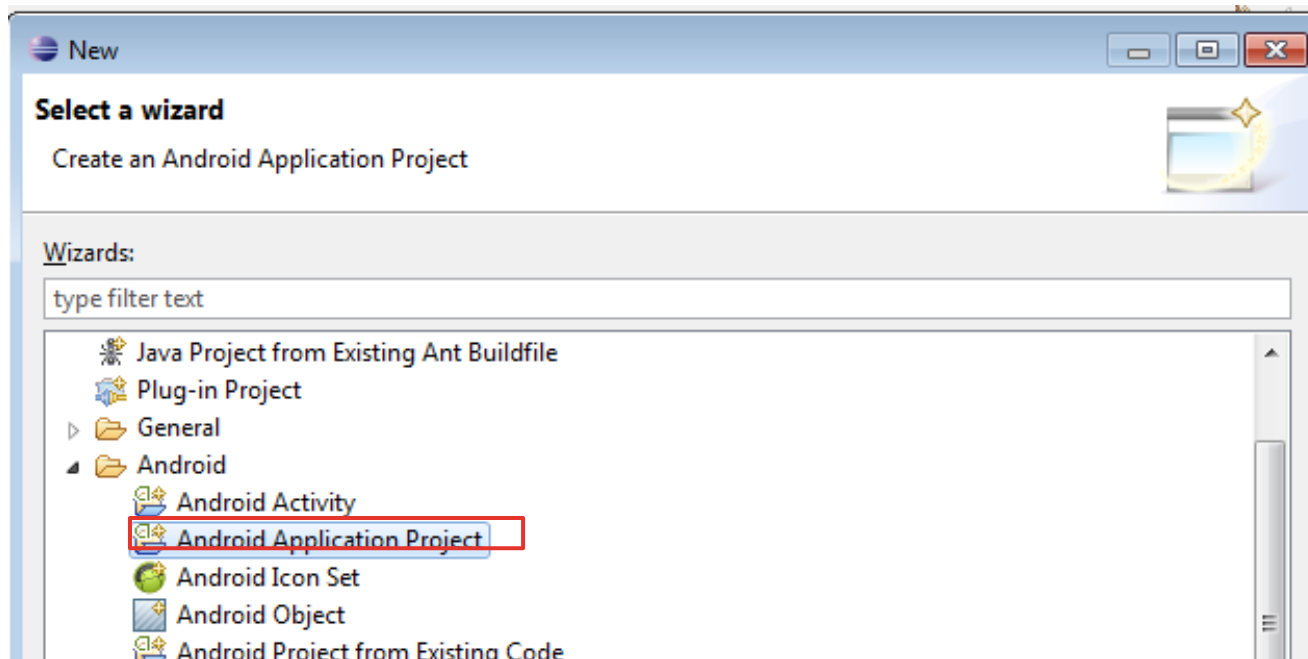 New
Select a wizard
Create an Android Application Project
Wizards:
type filter text
Java Project from Existing Ant Buildfile
Plug-in Project
General
Android
Android Activity
Android Application Project
Android Icon Set
Android Object
Android Project from Existing Code